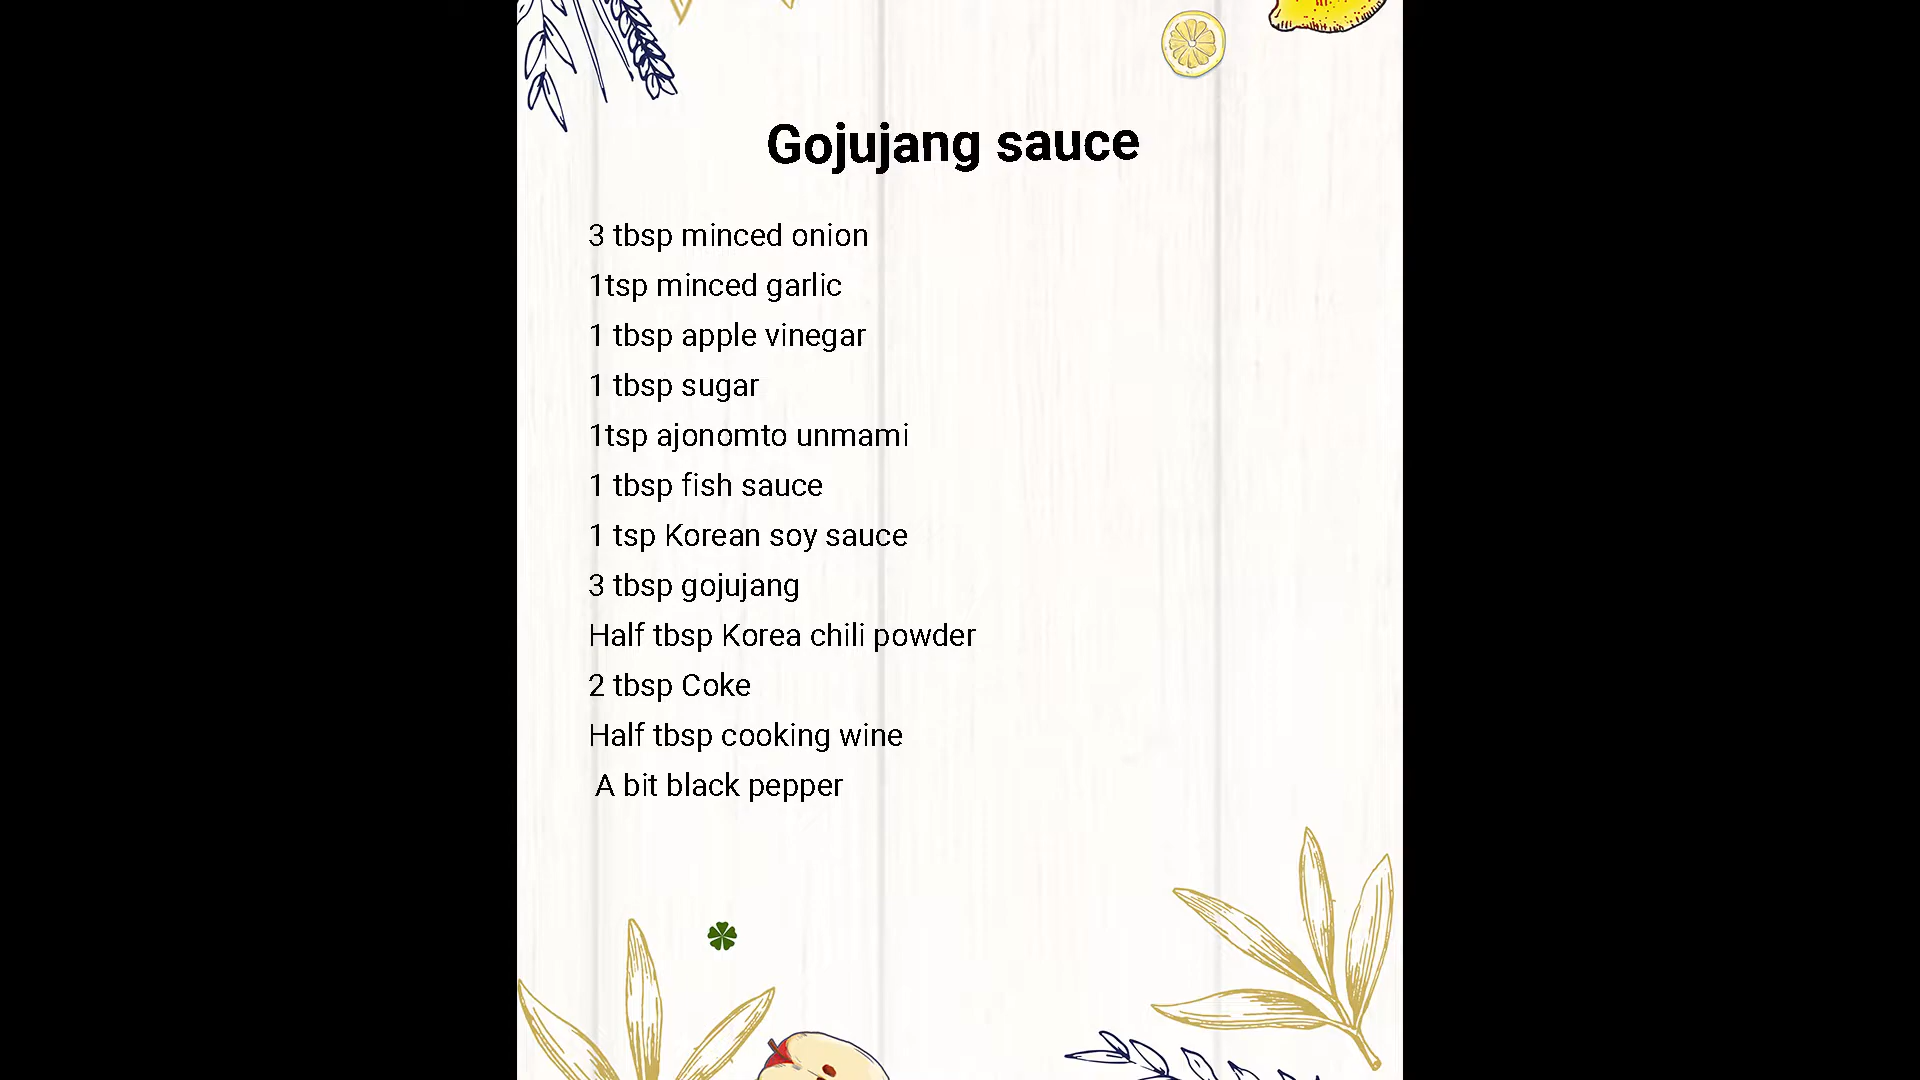 Gojujang sauce
3 tbsp minced onion
1tsp minced garlic
1 tbsp apple vinegar
1 tbsp sugar
1tsp ajonomto unmami
1 tbsp fish sauce
1 tsp Korean soy sauce
3 tbsp gojujang
Half tbsp Korea chili powder
2 tbsp Coke
Half tbsp cooking wine
A bit black pepper